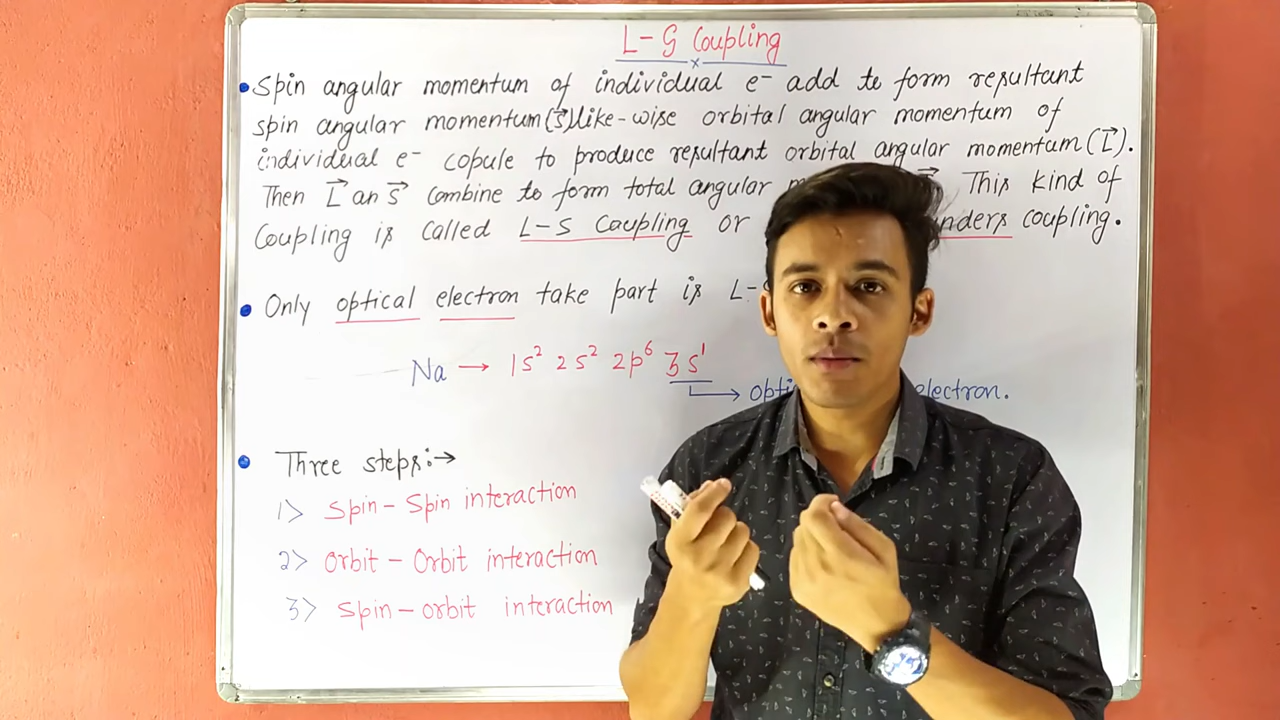 L-S Coupling
Spin angular momentum of individual e⁻ add to form resultant
spin angular momentum (S⃗) like-wise orbital angular momentum of
individual e⁻ copule to produce resultant orbital angular momentum (L⃗).
Then L⃗ an S⃗ combine to form total angular This kind of
Coupling is called L-S Coupling or coupling.
Only optical electron take part is L-
Na → 1s² 2s² 2p⁶ 3s¹
electron.
Three steps:→
1> Spin-Spin interaction
2> Orbit-Orbit interaction
3> Spin-orbit interaction